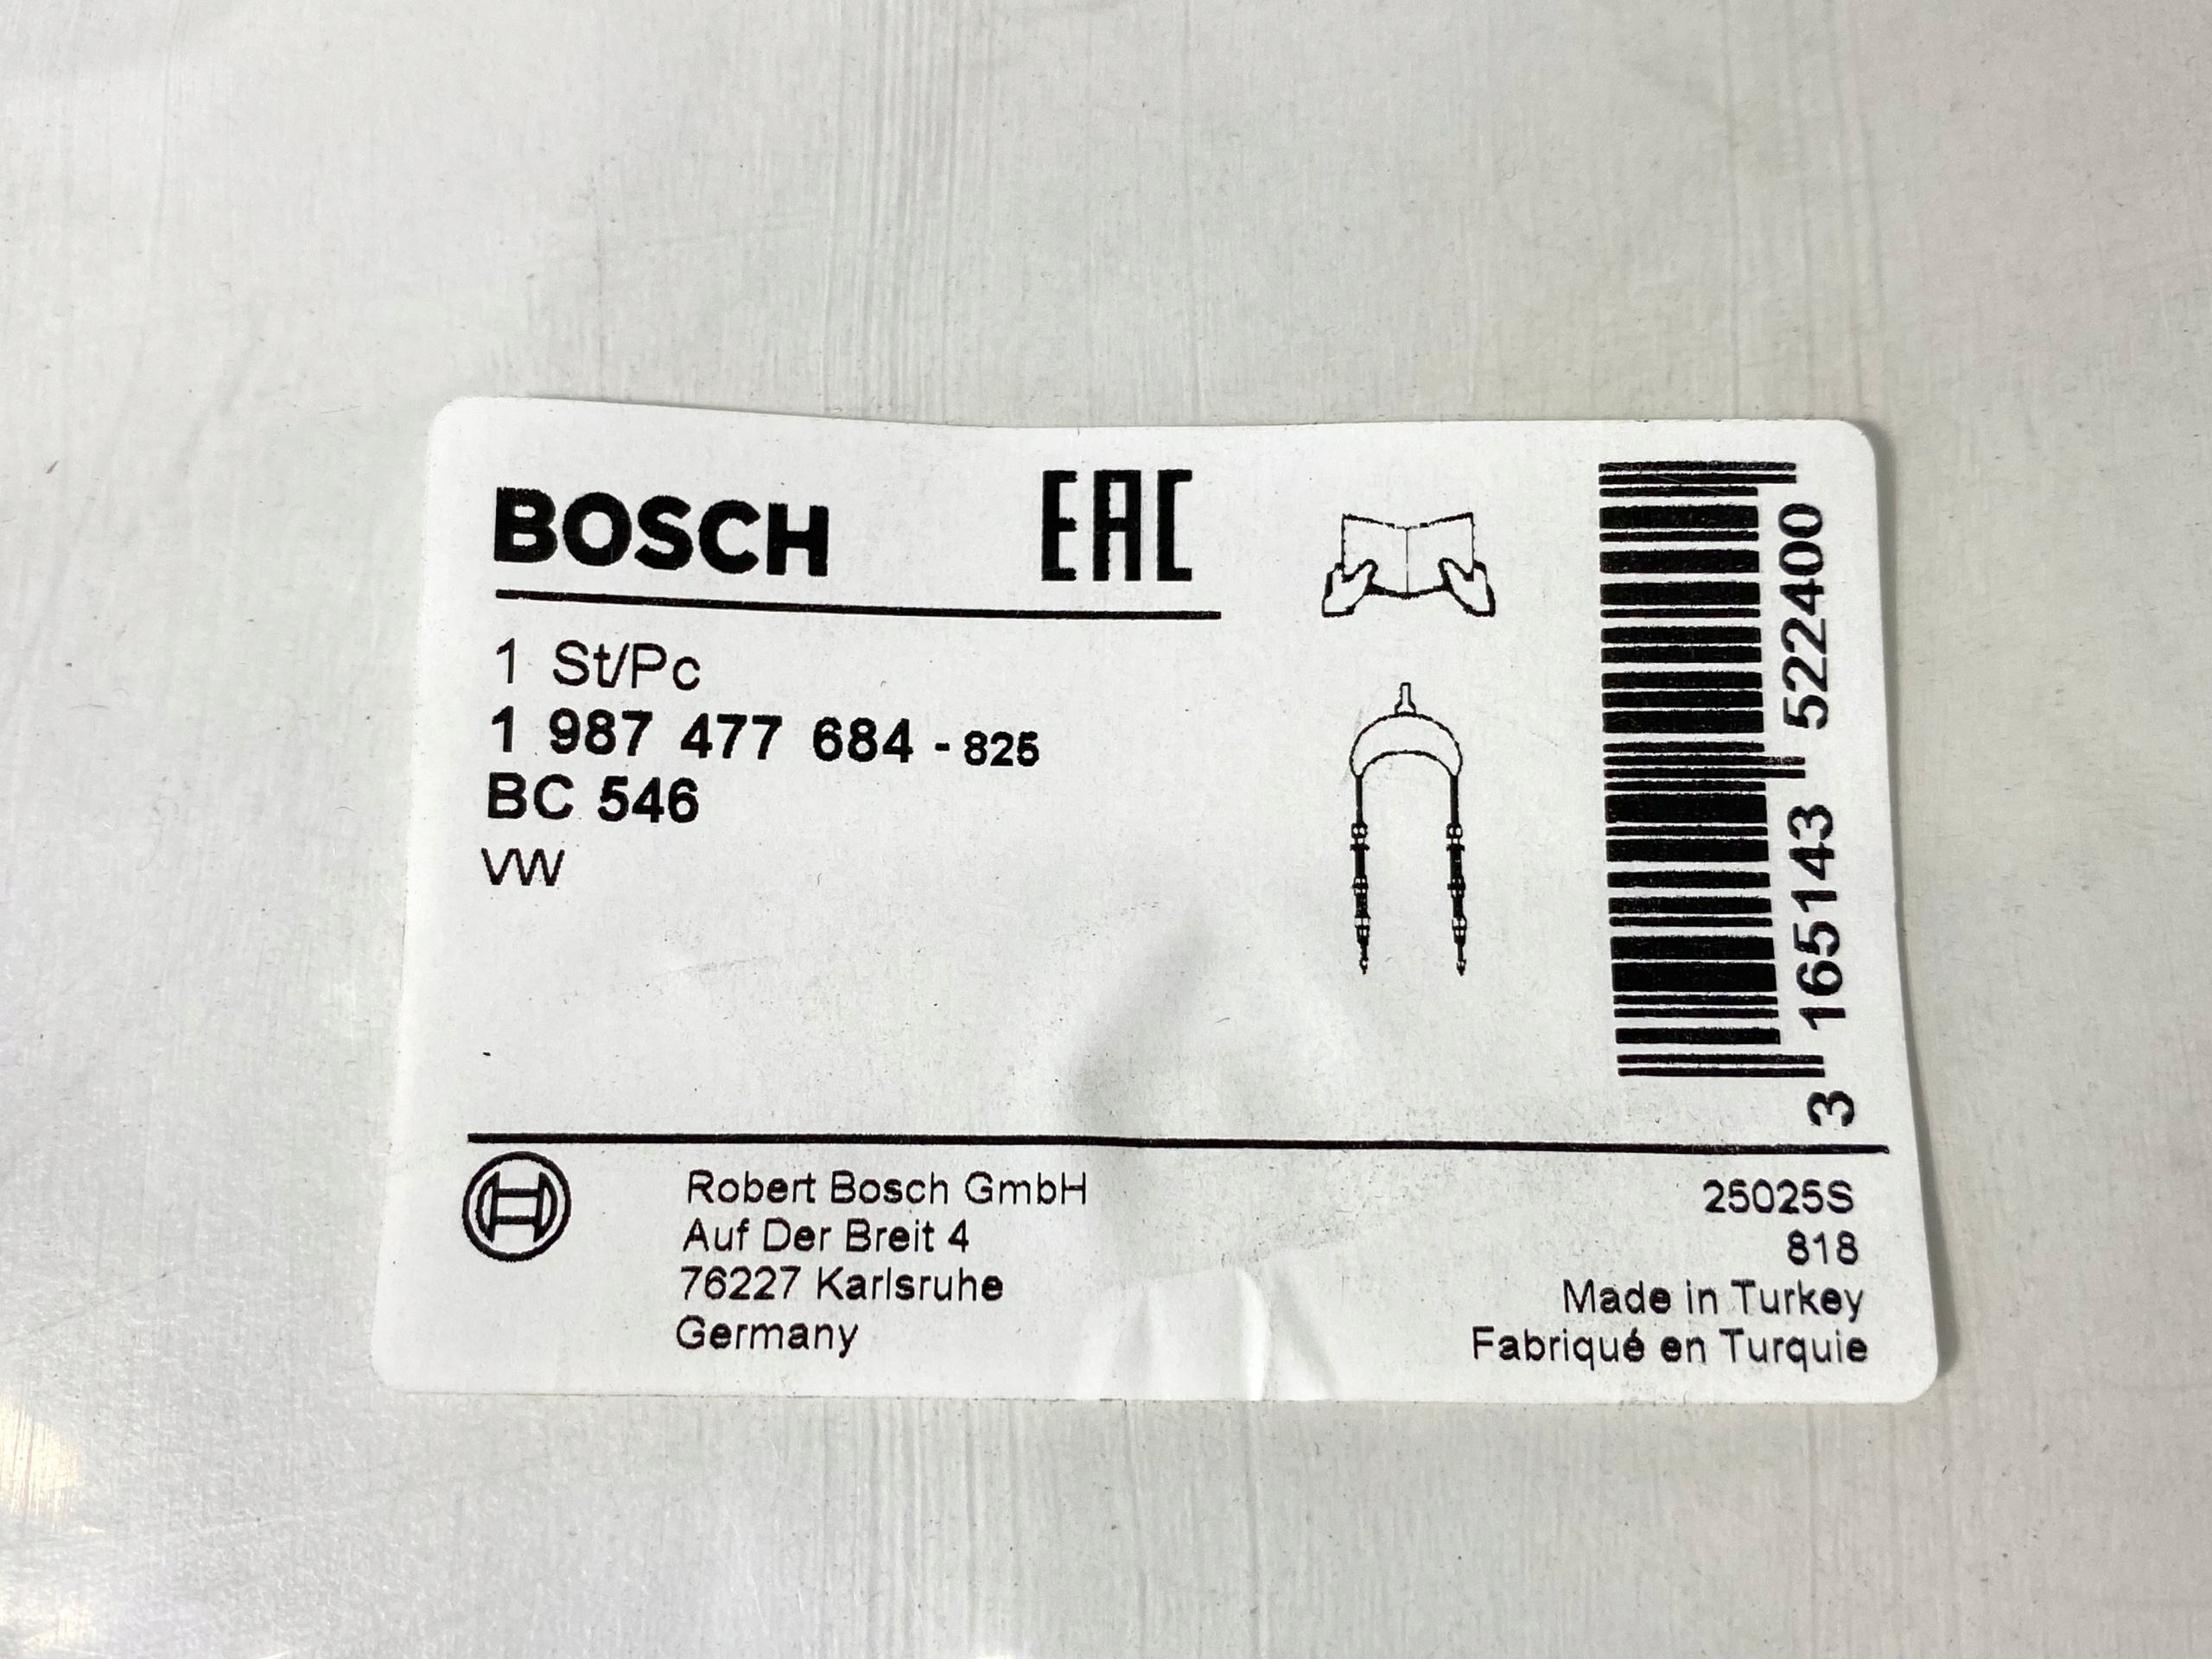 BOSCH
EAC
1 St/Pc
1 987 477 684 - 825
BC 546
VW
3 165143 522400
Robert Bosch GmbH
Auf Der Breit 4
76227 Karlsruhe
Germany
25025S
818
Made in Turkey
Fabriqué en Turquie